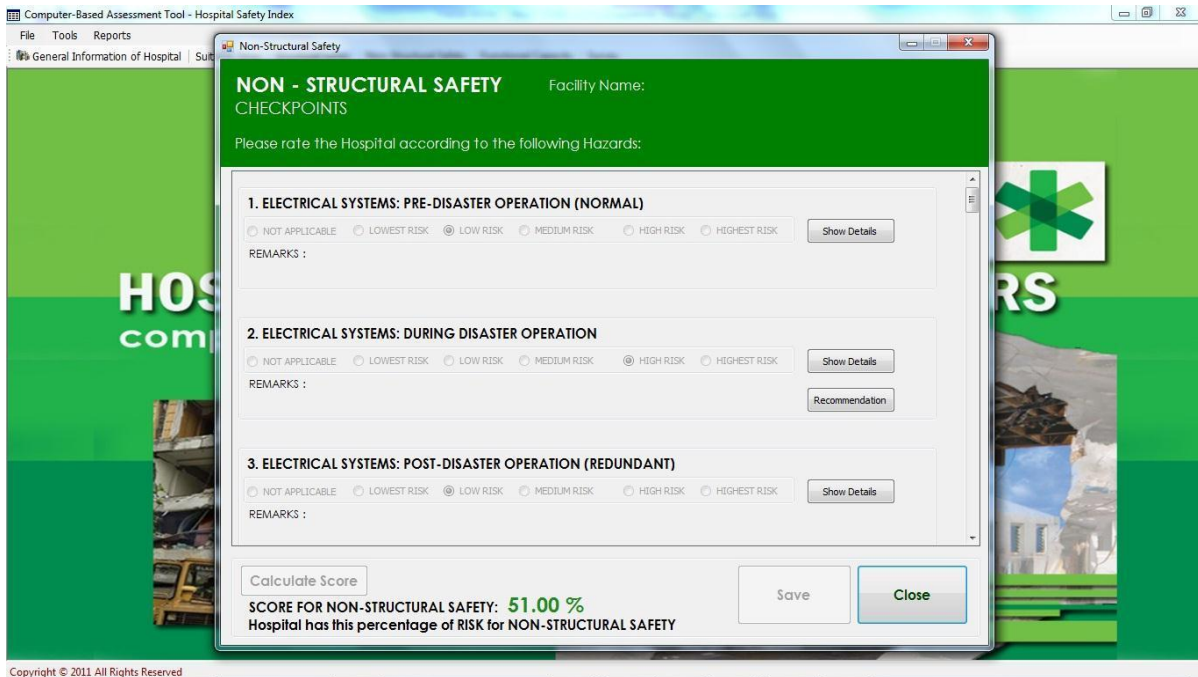 Computer-Based Assessment Tool - Hospital Safety Index
File Tools Reports
General Information of Hospital
Non-Structural Safety
NON - STRUCTURAL SAFETY Facility Name:
CHECKPOINTS
Please rate the Hospital according to the following Hazards:
1. ELECTRICAL SYSTEMS: PRE-DISASTER OPERATION (NORMAL)
NOT APPLICABLE LOWEST RISK LOW RISK MEDIUM RISK HIGH RISK HIGHEST RISK Show Details
REMARKS :
2. ELECTRICAL SYSTEMS: DURING DISASTER OPERATION
NOT APPLICABLE LOWEST RISK LOW RISK MEDIUM RISK HIGH RISK HIGHEST RISK Show Details
REMARKS :
Recommendation
3. ELECTRICAL SYSTEMS: POST-DISASTER OPERATION (REDUNDANT)
NOT APPLICABLE LOWEST RISK LOW RISK MEDIUM RISK HIGH RISK HIGHEST RISK Show Details
REMARKS :
Calculate Score
SCORE FOR NON-STRUCTURAL SAFETY: 51.00 %
Hospital has this percentage of RISK for NON-STRUCTURAL SAFETY
Save Close
Copyright © 2011 All Rights Reserved